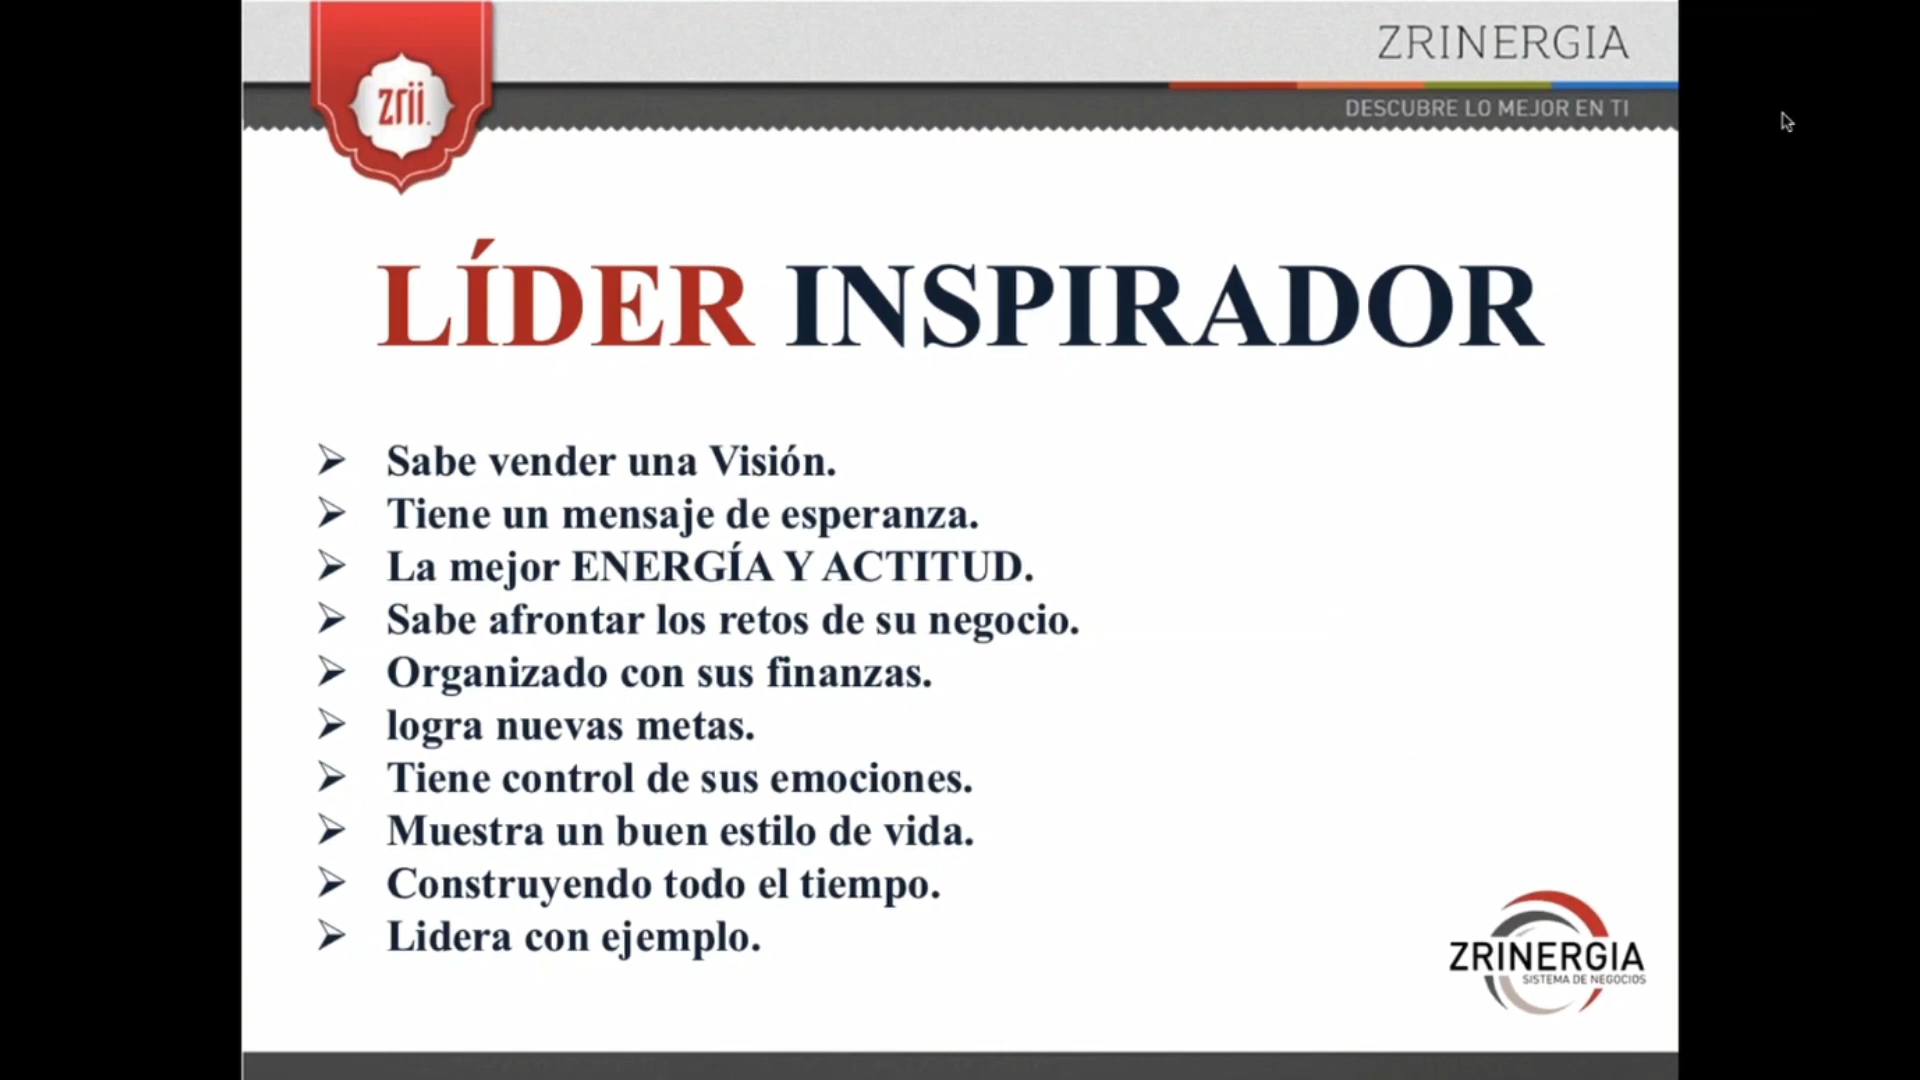 ZRINERGIA
zrii.
DESCUBRE LO MEJOR EN TI
LÍDER INSPIRADOR
Sabe vender una Visión.
Tiene un mensaje de esperanza.
La mejor ENERGÍA Y ACTITUD.
Sabe afrontar los retos de su negocio.
Organizado con sus finanzas.
logra nuevas metas.
Tiene control de sus emociones.
Muestra un buen estilo de vida.
Construyendo todo el tiempo.
Lidera con ejemplo.
ZRINERGIA
SISTEMA DE NEGOCIOS